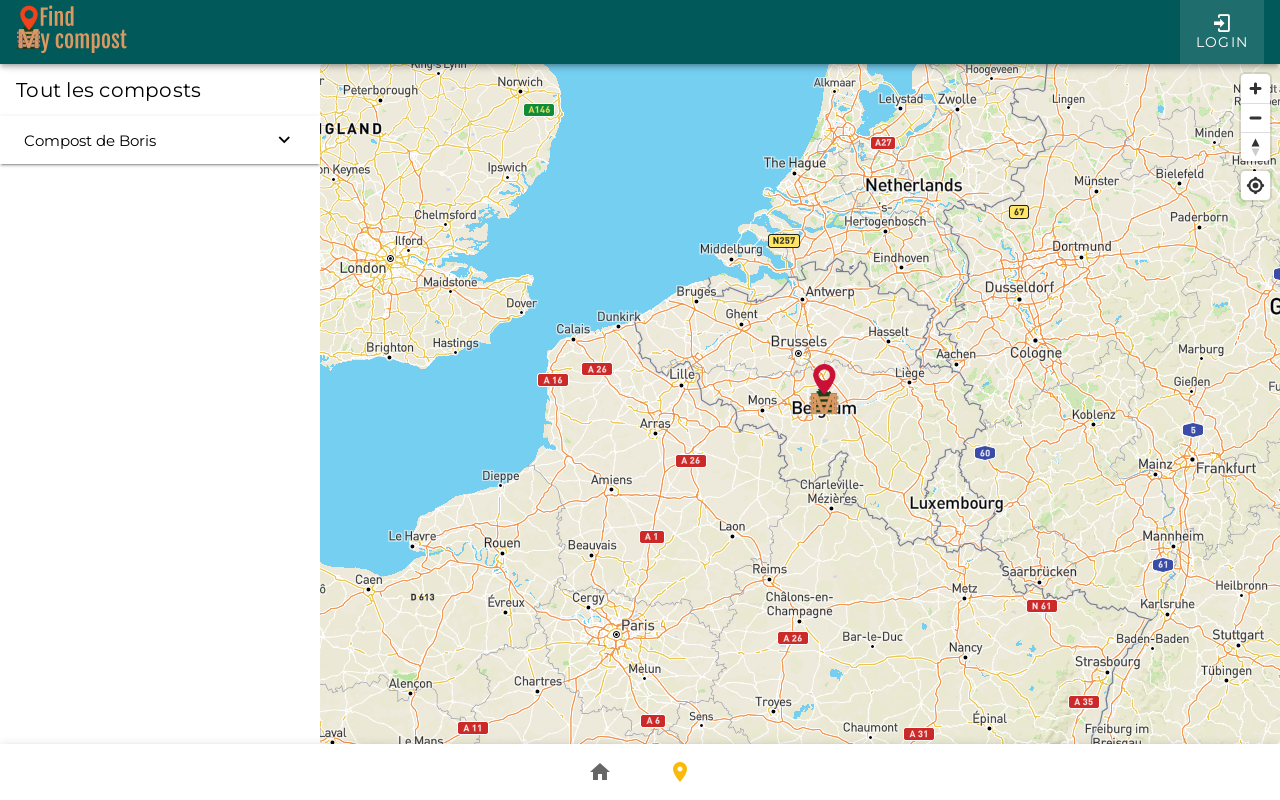 Find
My compost
LOGIN
Tout les composts
Compost de Boris
King's Lynn
Norwich
Peterborough
A146
NGLAND
on Keynes
Ipswich
Chelmsford
Ilford
London
Maidstone
Dover
Brighton
Hastings
Calais
Dunkirk
A 16
A 26
Bruges
Ghent
Antwerp
Middelburg
N257
The Hague
Alkmaar
Lelystad
Zwolle
Hoogeveen
Lingen
A27
Netherlands
's-
Hertogenbosch
Eindhoven
67
Münster
Bielefeld
Minden
Hameln
Paderborn
Dortmund
Dusseldorf
Cologne
Hasselt
Aachen
Brussels
Liège
Lille
Mons
Belgium
Arras
A 26
Marburg
Gießen
Koblenz
5
60
Mainz
Frankfurt
Dieppe
Amiens
Charleville-
Mézières
Luxembourg
Le Havre
Rouen
Beauvais
A 1
Laon
Mannheim
61
Caen
D 613
Évreux
Cergy
Reims
Châlons-en-
Champagne
Metz
Saarbrücken
N 61
Heilbronn
Karlsruhe
Paris
A 26
Bar-le-Duc
Nancy
Baden-Baden
Stuttgart
Strasbourg
Tübingen
Melun
Chartres
Alençon
Troyes
A 35
A 11
A 6
Sens
Chaumont
A 31
Épinal
Freiburg im
Breisgau
Laval
Le Mans